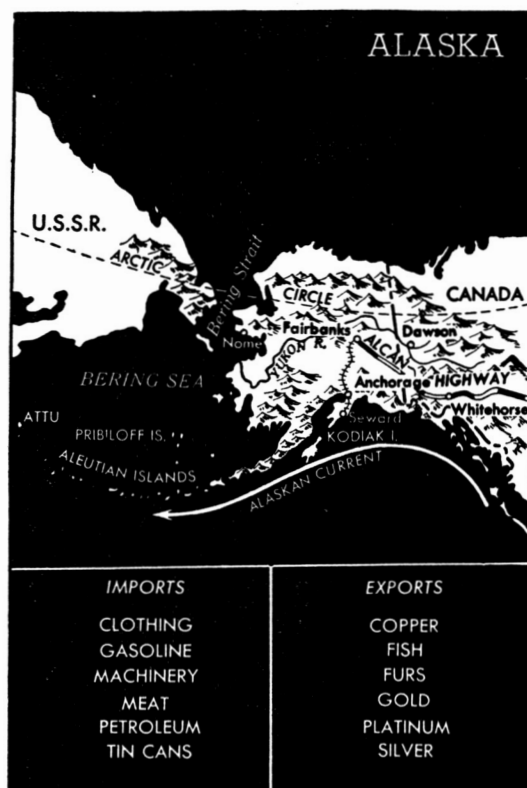 ALASKA
U.S.S.R.
ARCTIC
Bering Strait
CIRCLE
CANADA
Nome
Fairbanks
Dawson
YUKON R.
ALCAN
BERING SEA
Anchorage
HIGHWAY
Whitehorse
ATTU
Seward
PRIBILOFF IS.
KODIAK I.
ALEUTIAN ISLANDS
ALASKAN CURRENT
IMPORTS
CLOTHING
GASOLINE
MACHINERY
MEAT
PETROLEUM
TIN CANS
EXPORTS
COPPER
FISH
FURS
GOLD
PLATINUM
SILVER